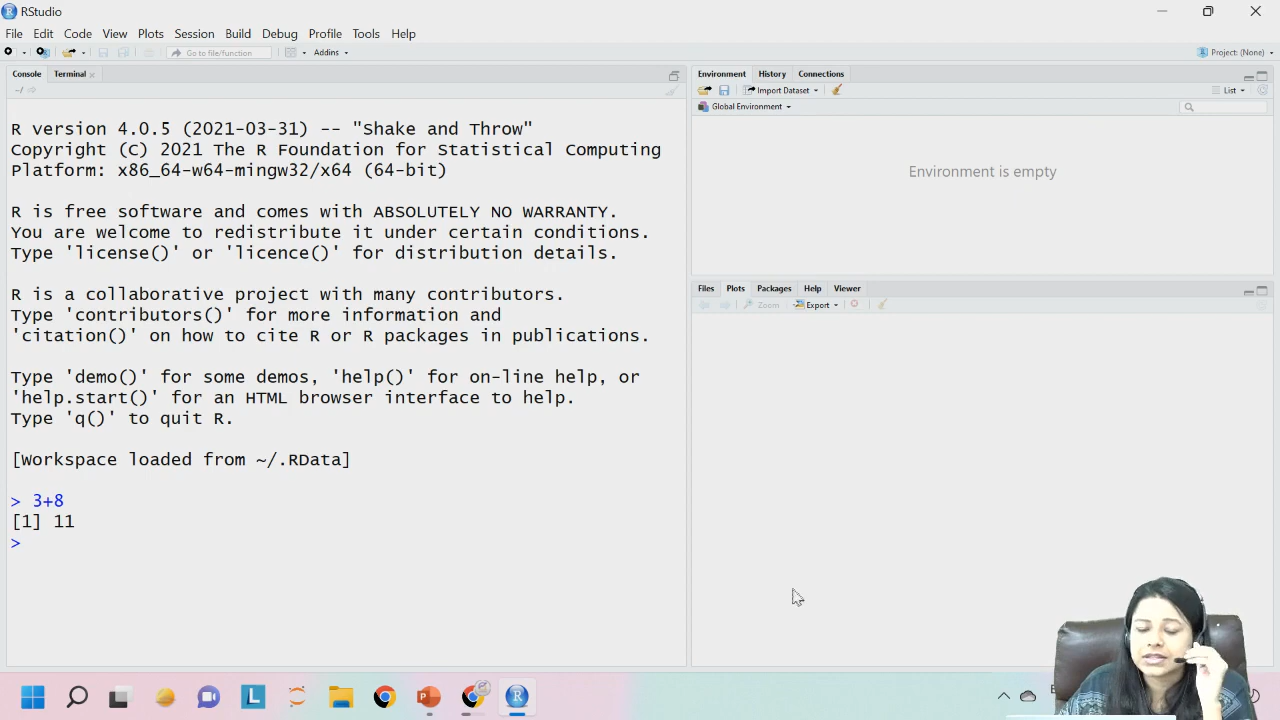 RStudio
File Edit Code View Plots Session Build Debug Profile Tools Help
Go to file/function Addins Project: (None)
Console Terminal
~/
R version 4.0.5 (2021-03-31) -- "Shake and Throw"
Copyright (C) 2021 The R Foundation for Statistical Computing
Platform: x86_64-w64-mingw32/x64 (64-bit)
R is free software and comes with ABSOLUTELY NO WARRANTY.
You are welcome to redistribute it under certain conditions.
Type 'license()' or 'licence()' for distribution details.
R is a collaborative project with many contributors.
Type 'contributors()' for more information and
'citation()' on how to cite R or R packages in publications.
Type 'demo()' for some demos, 'help()' for on-line help, or
'help.start()' for an HTML browser interface to help.
Type 'q()' to quit R.
[Workspace loaded from ~/.RData]
> 3+8
[1] 11
>
Environment History Connections
Import Dataset List
Global Environment
Environment is empty
Files Plots Packages Help Viewer
Zoom Export